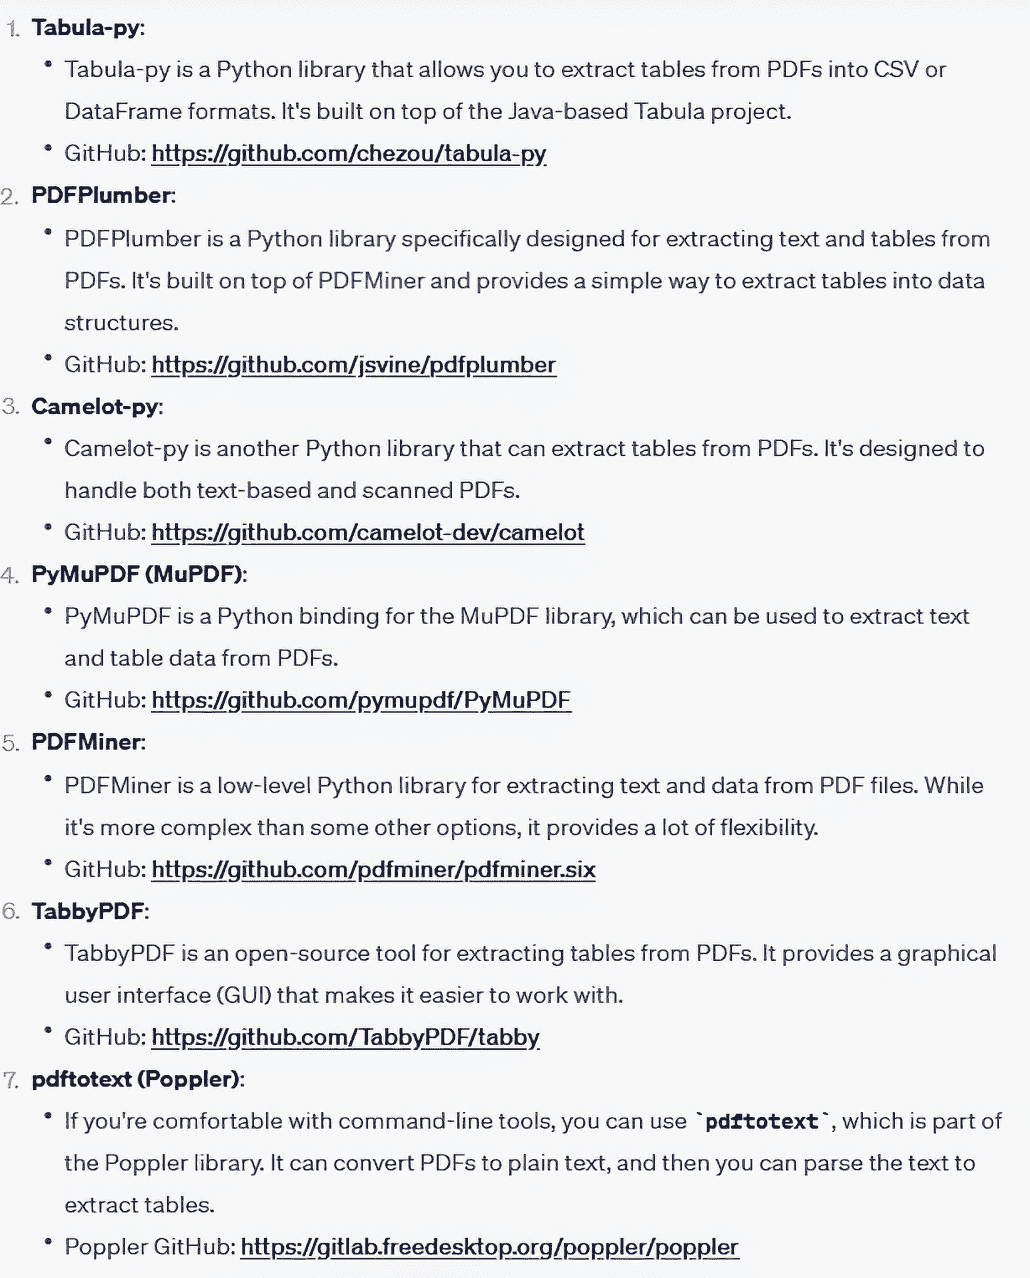 1. Tabula-py:
• Tabula-py is a Python library that allows you to extract tables from PDFs into CSV or
DataFrame formats. It's built on top of the Java-based Tabula project.
• GitHub: https://github.com/chezou/tabula-py
2. PDFPlumber:
• PDFPlumber is a Python library specifically designed for extracting text and tables from
PDFs. It's built on top of PDFMiner and provides a simple way to extract tables into data
structures.
• GitHub: https://github.com/jsvine/pdfplumber
3. Camelot-py:
• Camelot-py is another Python library that can extract tables from PDFs. It's designed to
handle both text-based and scanned PDFs.
• GitHub: https://github.com/camelot-dev/camelot
4. PyMuPDF (MuPDF):
• PyMuPDF is a Python binding for the MuPDF library, which can be used to extract text
and table data from PDFs.
• GitHub: https://github.com/pymupdf/PyMuPDF
5. PDFMiner:
• PDFMiner is a low-level Python library for extracting text and data from PDF files. While
it's more complex than some other options, it provides a lot of flexibility.
• GitHub: https://github.com/pdfminer/pdfminer.six
6. TabbyPDF:
• TabbyPDF is an open-source tool for extracting tables from PDFs. It provides a graphical
user interface (GUI) that makes it easier to work with.
• GitHub: https://github.com/TabbyPDF/tabby
7. pdftotext (Poppler):
• If you're comfortable with command-line tools, you can use `pdftotext`, which is part of
the Poppler library. It can convert PDFs to plain text, and then you can parse the text to
extract tables.
• Poppler GitHub: https://gitlab.freedesktop.org/poppler/poppler